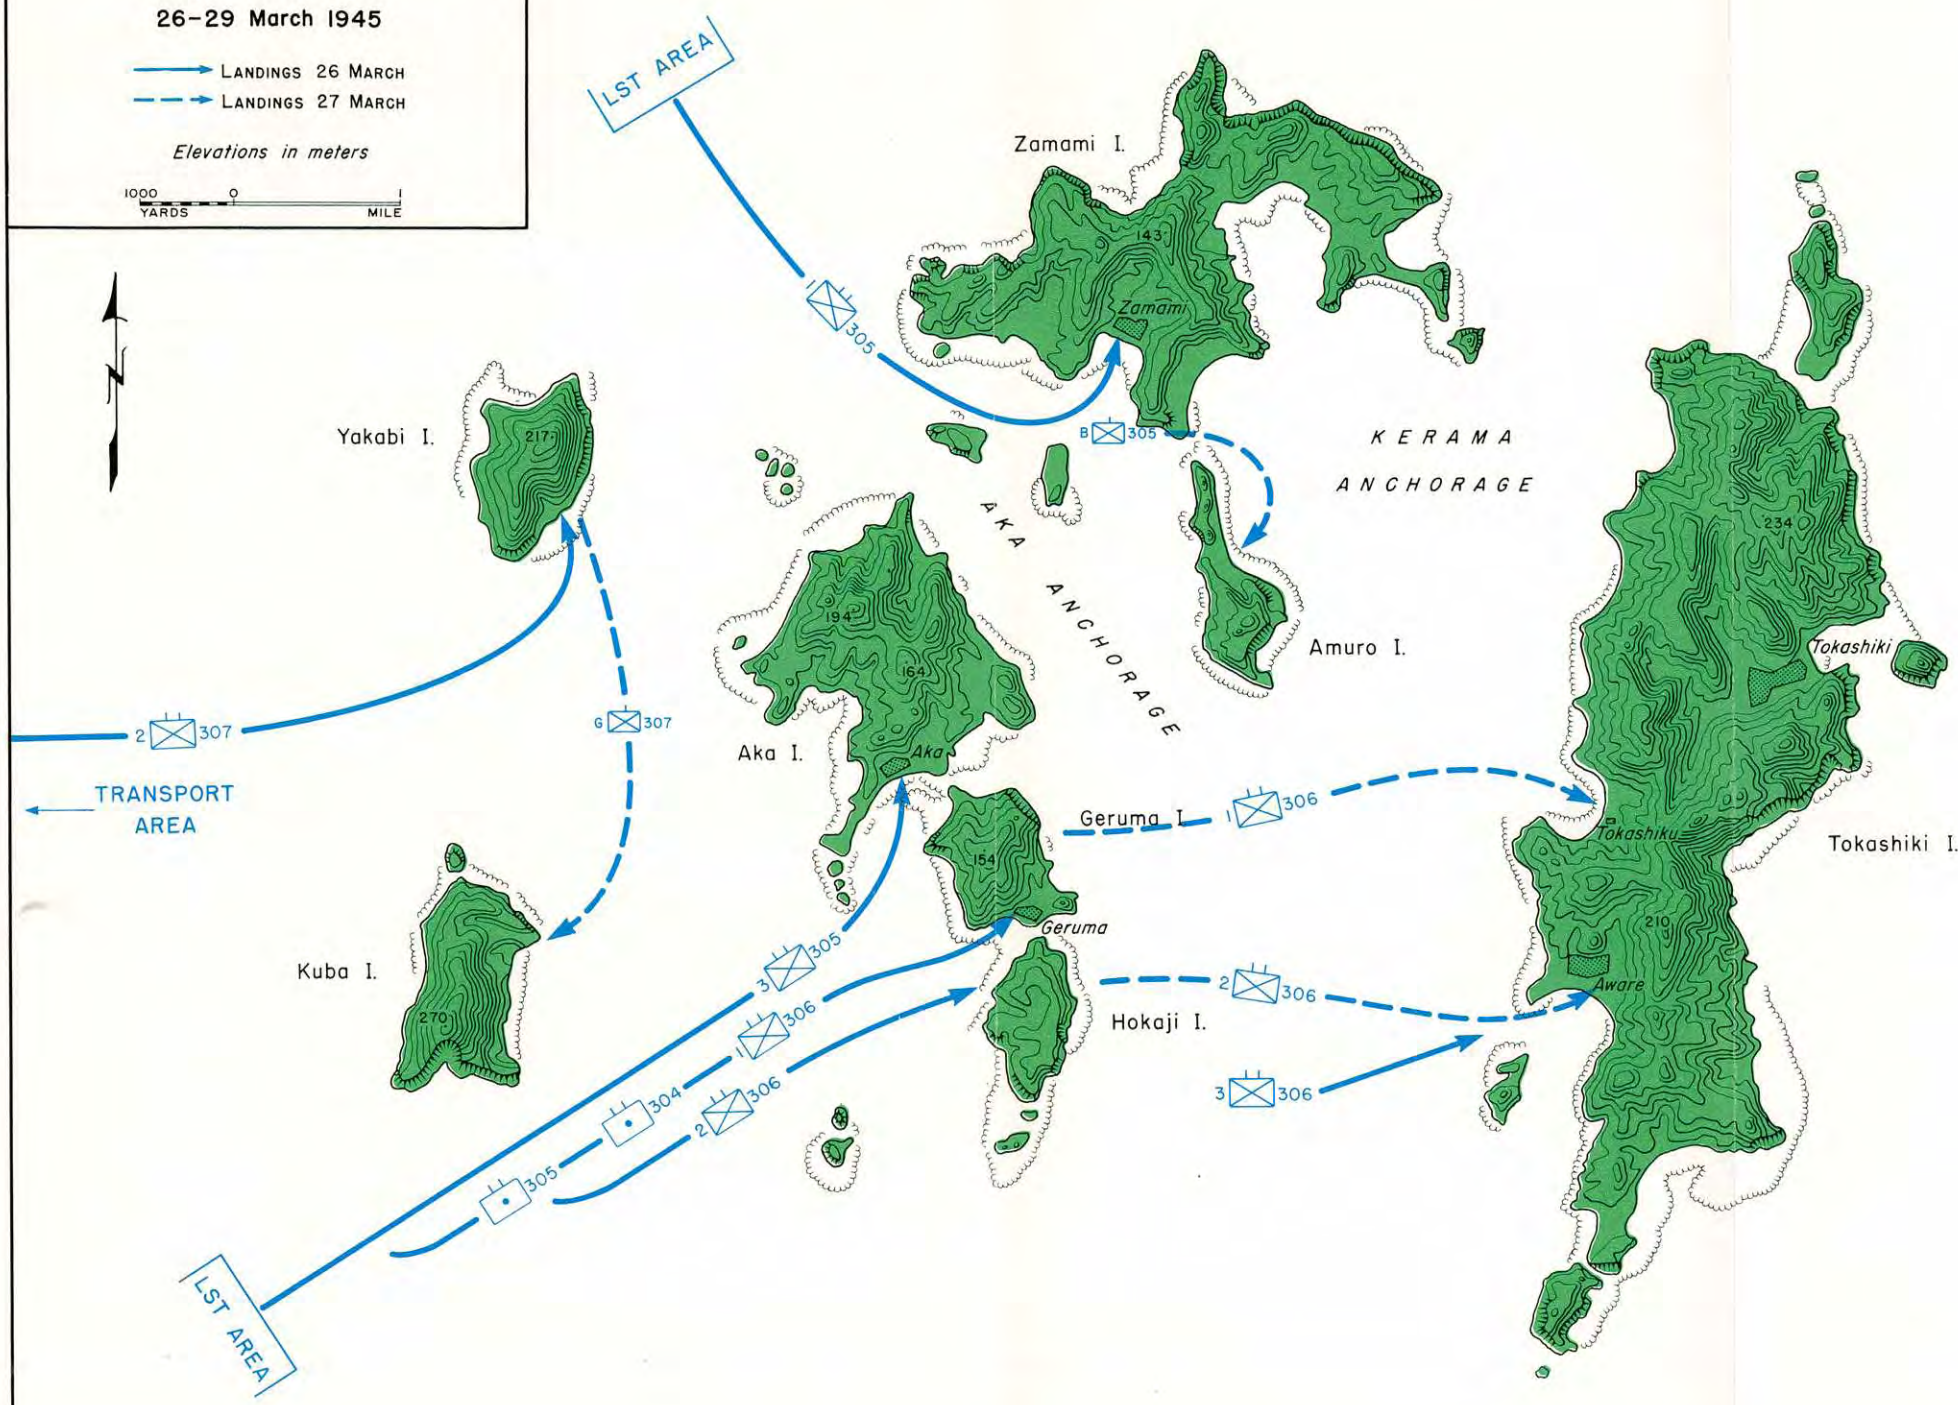 26-29 March 1945
LANDINGS 26 MARCH
LANDINGS 27 MARCH
Elevations in meters
1000 0 1
YARDS MILE
N
LST AREA
Zamami I.
143
Zamami
1 305
B 305
KERAMA
ANCHORAGE
Yakabi I.
217
AKA ANCHORAGE
234
194
164
Amuro I.
Tokashiki
2 307
G 307
Aka I.
Aka
TRANSPORT
AREA
Geruma I.
1 306
Tokashiku
Tokashiki I.
154
Geruma
210
3 305
Kuba I.
270
1 306
Hokaji I.
2 306
Aware
3 306
304
2 306
305
LST AREA